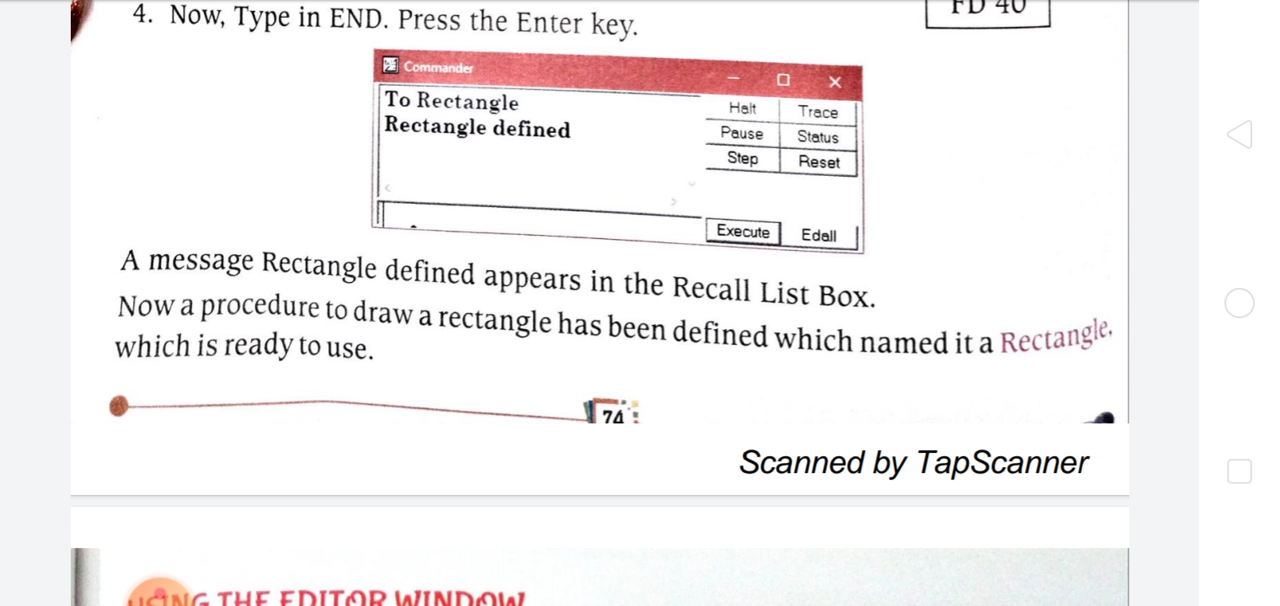 4. Now, Type in END. Press the Enter key.
FD 40
Commander
To Rectangle
Rectangle defined
Halt Trace
Pause Status
Step Reset
Execute Edall
A message Rectangle defined appears in the Recall List Box.
Now a procedure to draw a rectangle has been defined which named it a Rectangle,
which is ready to use.
74
Scanned by TapScanner
USING THE EDITOR WINDOW